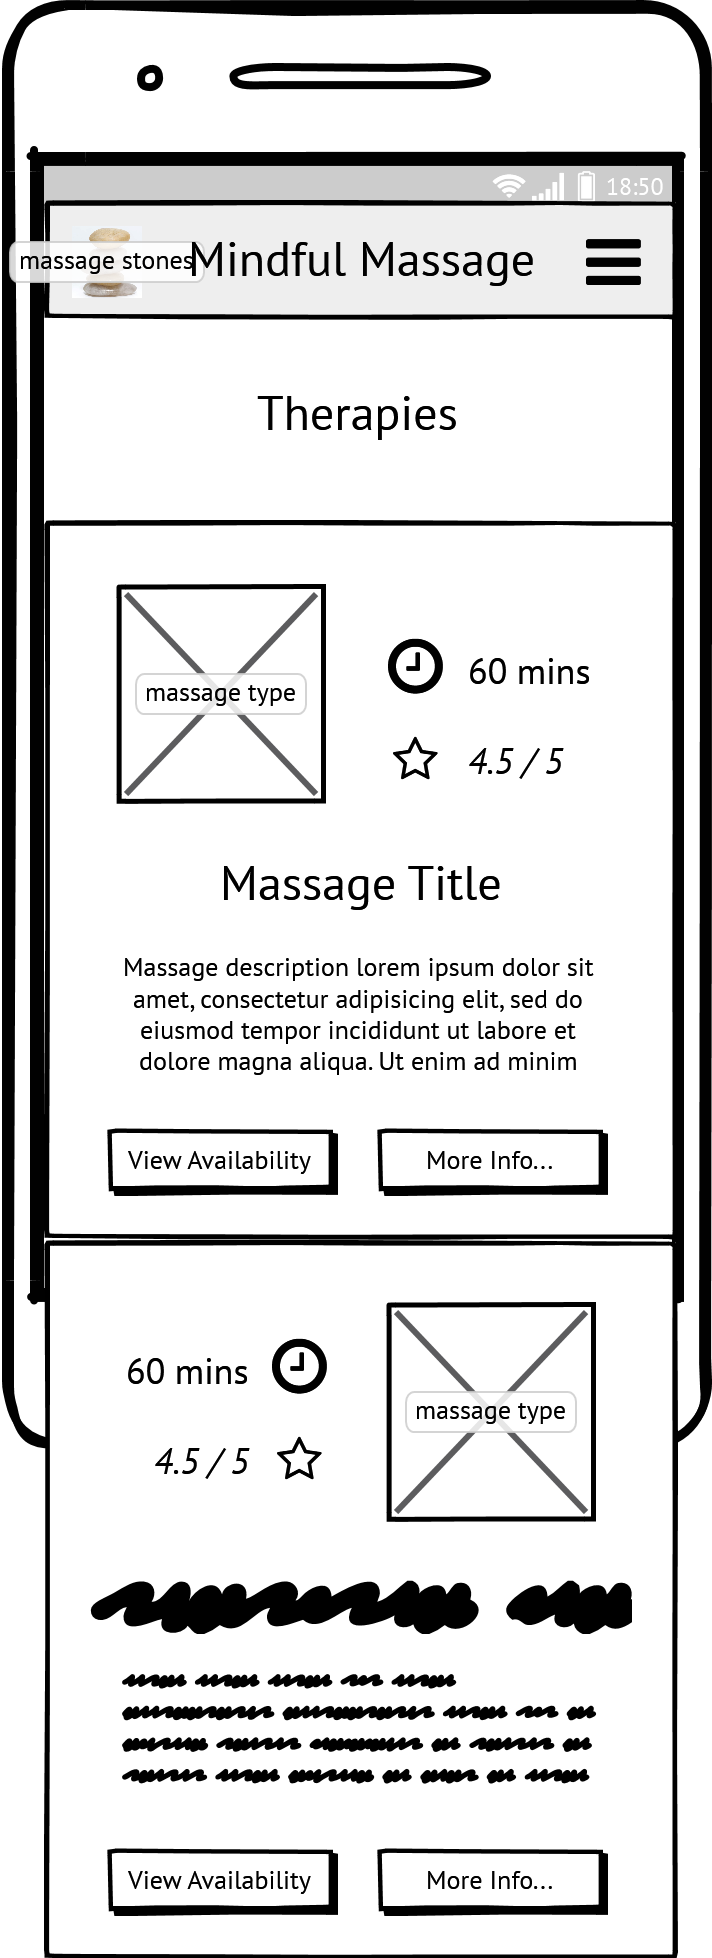 18:50
massage stones
Mindful Massage
Therapies
massage type
60 mins
4.5 / 5
Massage Title
Massage description lorem ipsum dolor sit
amet, consectetur adipisicing elit, sed do
eiusmod tempor incididunt ut labore et
dolore magna aliqua. Ut enim ad minim
View Availability
More Info...
60 mins
4.5 / 5
massage type
View Availability
More Info...